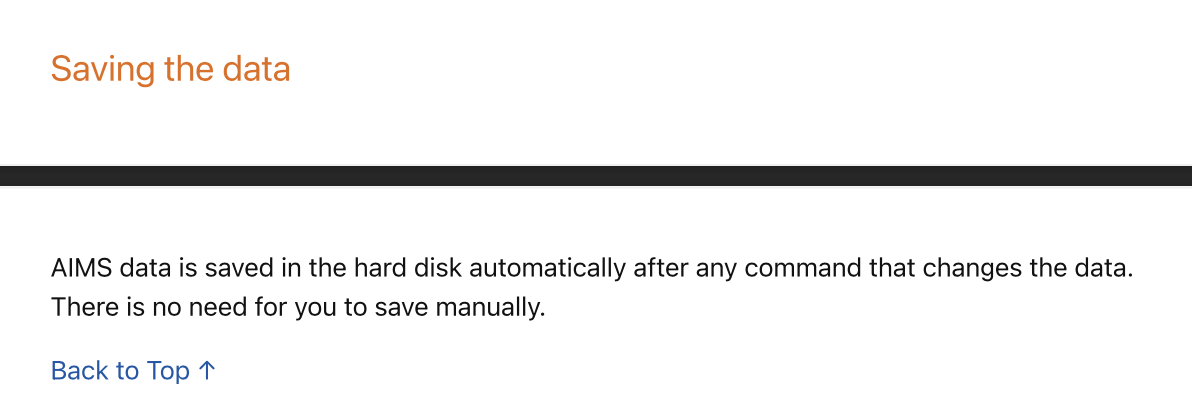 Saving the data
AIMS data is saved in the hard disk automatically after any command that changes the data.
There is no need for you to save manually.
Back to Top ↑